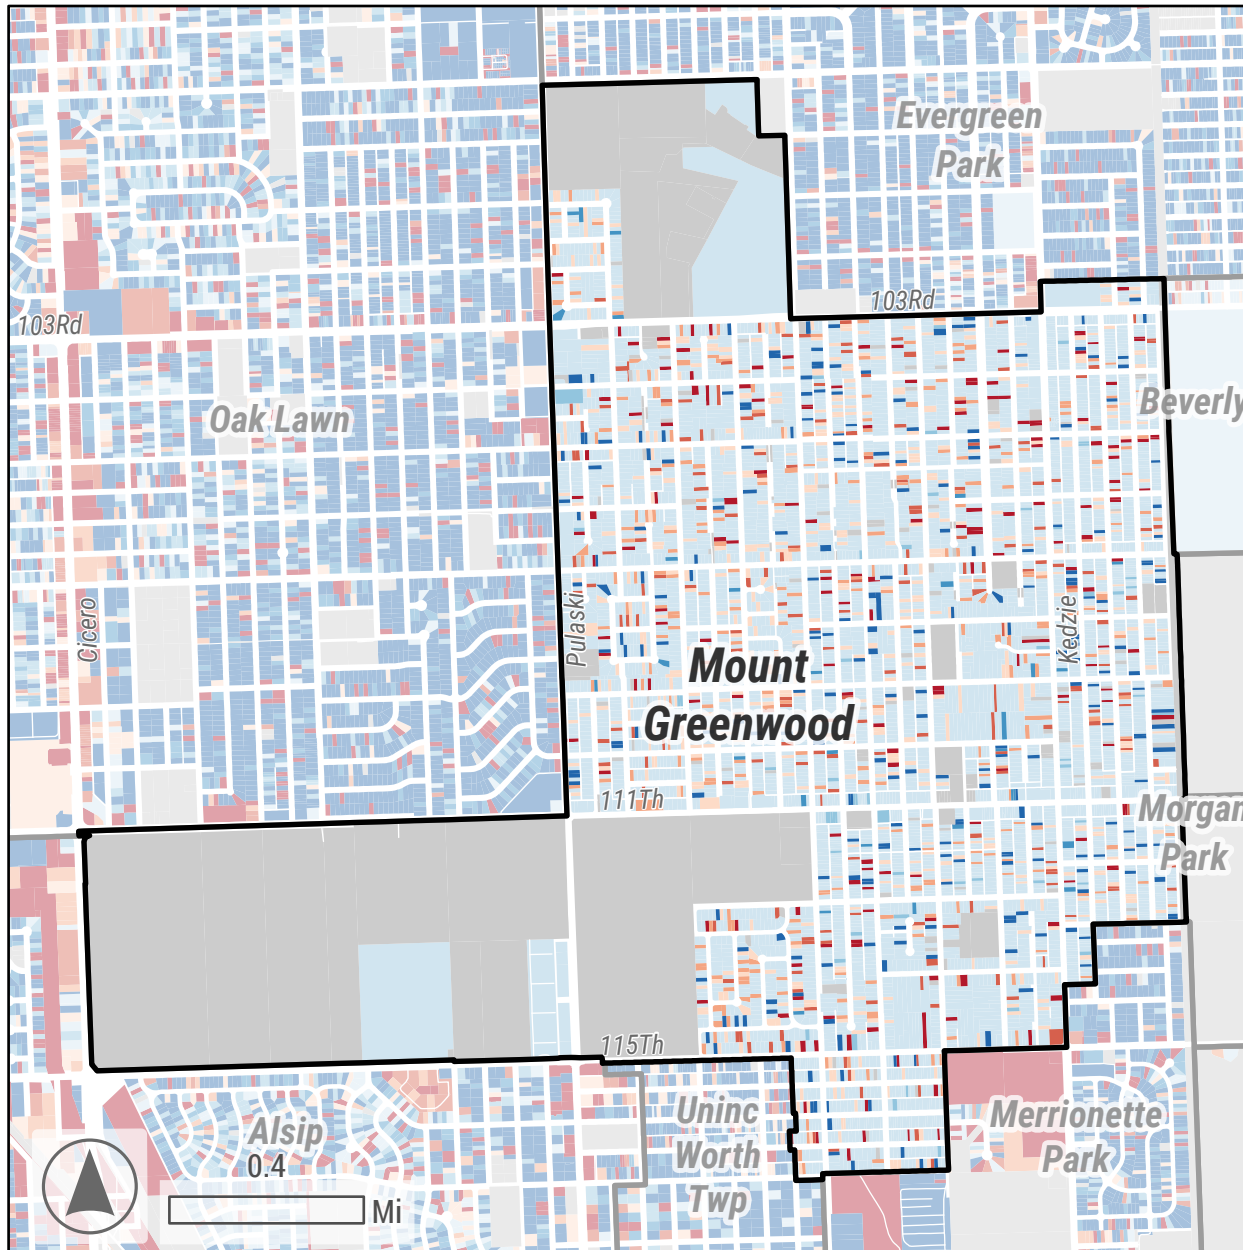 Evergreen
Park
103Rd
103Rd
Beverly
Oak Lawn
Cicero
Pulaski
Kedzie
Mount
Greenwood
111Th
Morgan
Park
115Th
Uninc
Worth
Twp
Merrionette
Park
Alsip
0.4
Mi